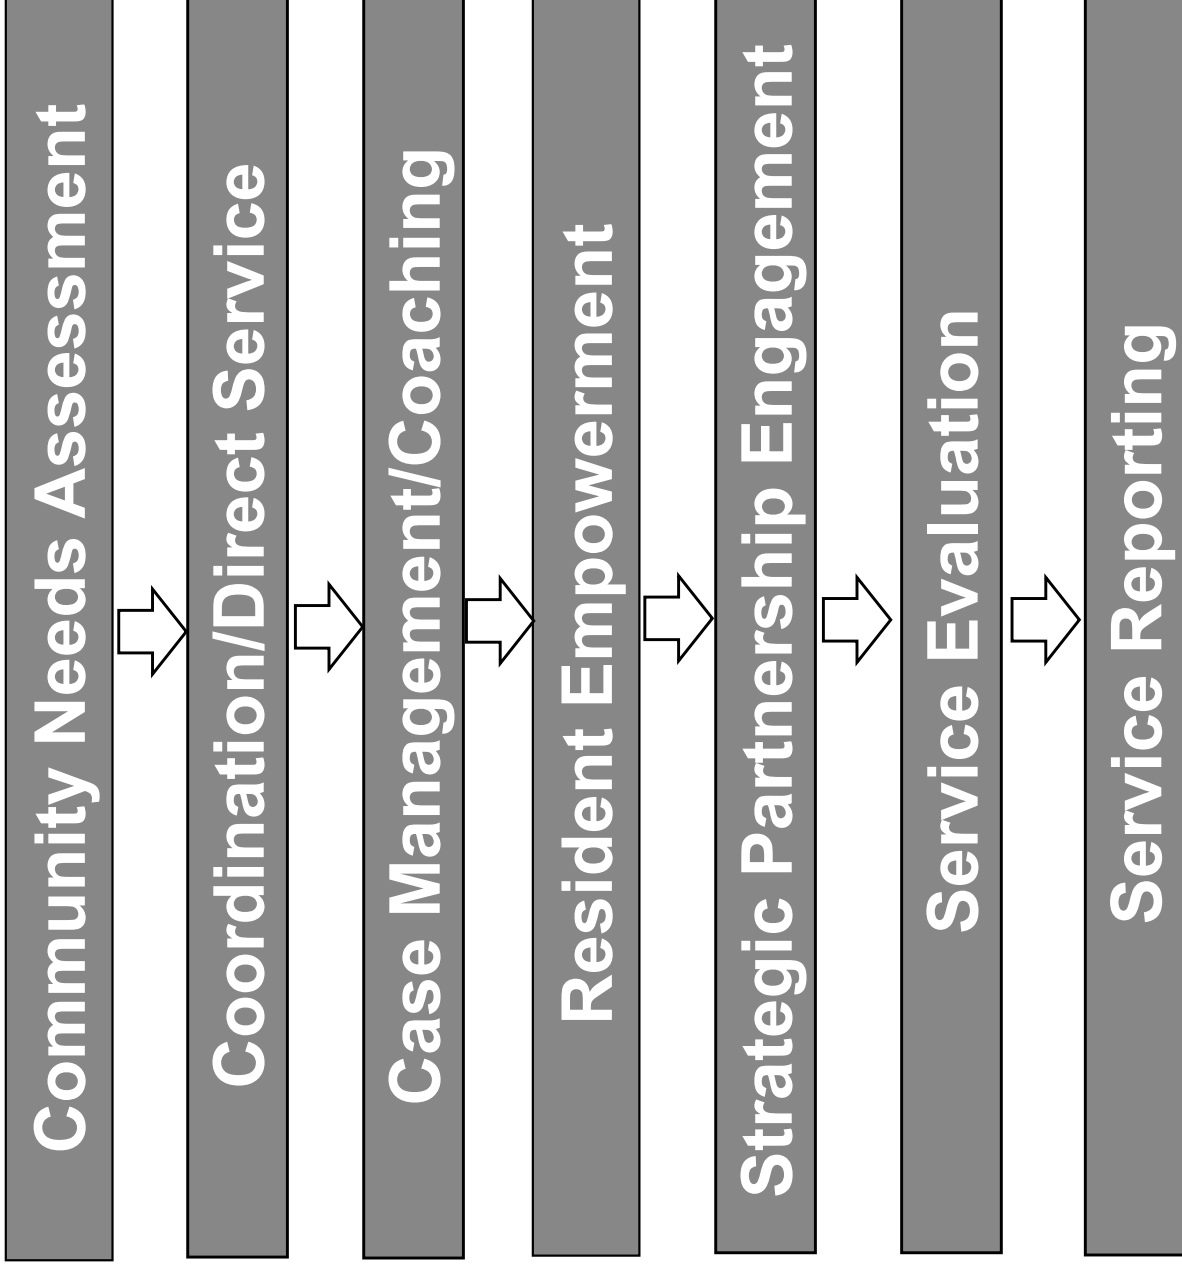 Community Needs Assessment
Coordination/Direct Service
Case Management/Coaching
Resident Empowerment
Strategic Partnership Engagement
Service Evaluation
Service Reporting